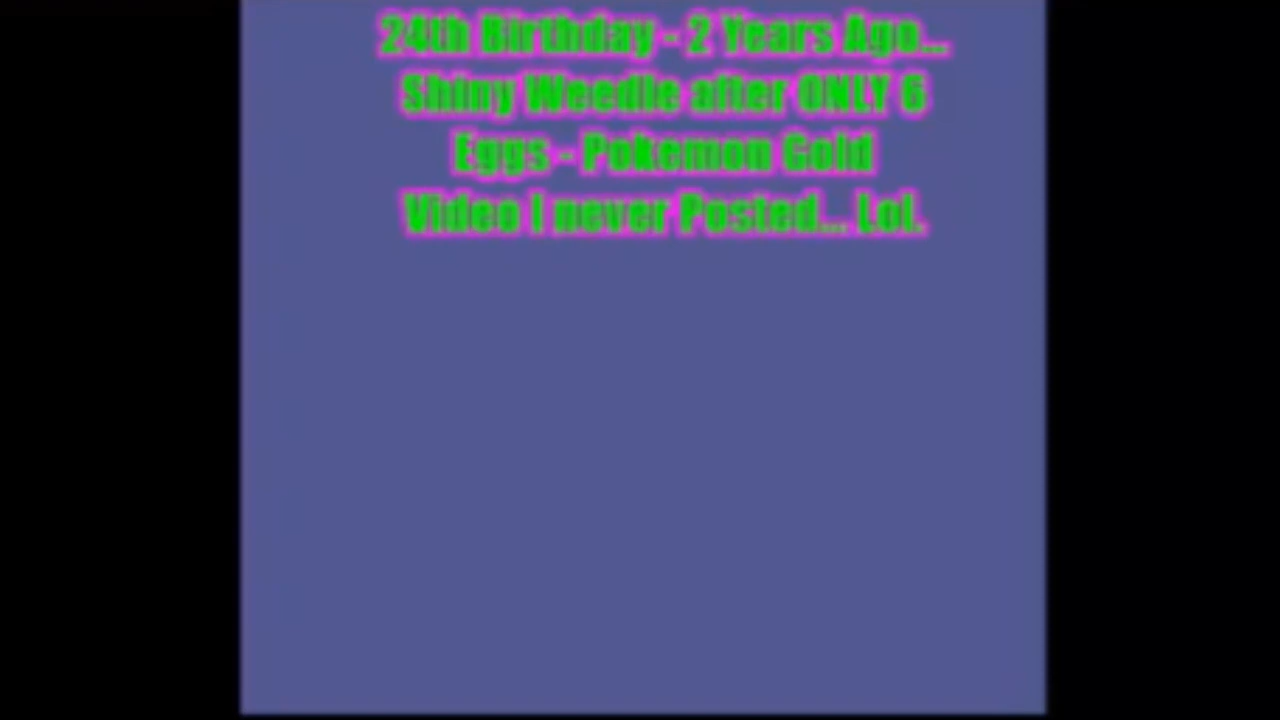 24th Birthday - 2 Years Ago...
Shiny Weedle after ONLY 6
Eggs - Pokemon Gold
Video I never Posted... Lol.